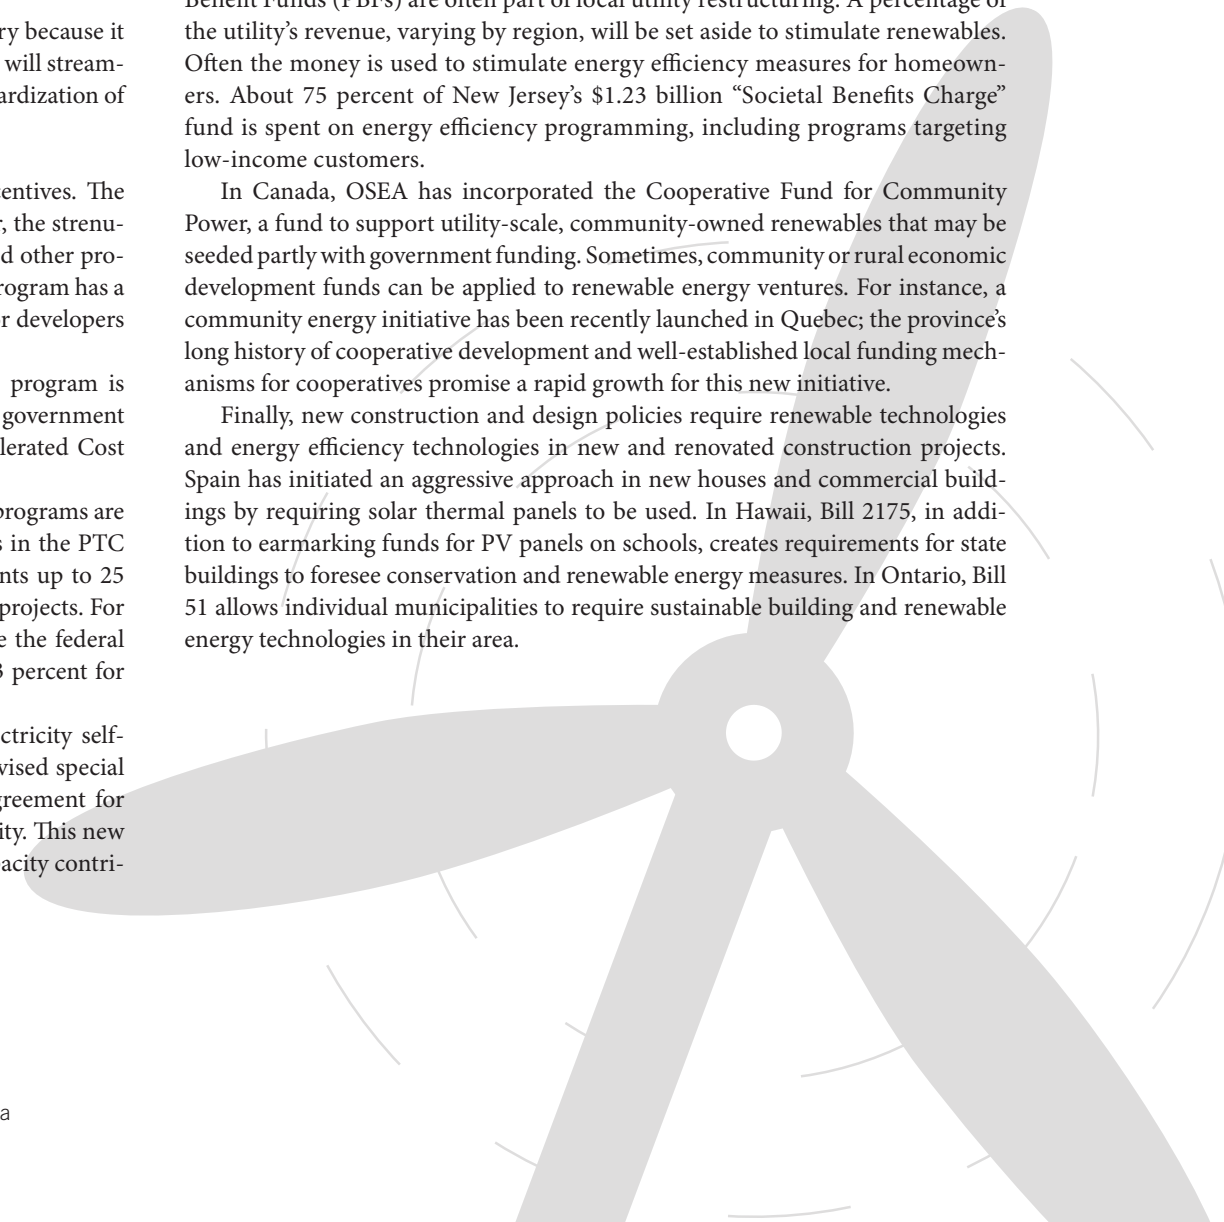 ry because it
will stream-
ardization of
centives. The
, the strenu-
d other pro-
rogram has a
r developers
program is
government
lerated Cost
programs are
s in the PTC
nts up to 25
projects. For
e the federal
3 percent for
ctricity self-
vised special
greement for
ity. This new
acity contri-
a
Benefit Funds (PBFs) are often part of local utility restructuring. A percentage of
the utility’s revenue, varying by region, will be set aside to stimulate renewables.
Often the money is used to stimulate energy efficiency measures for homeown-
ers. About 75 percent of New Jersey’s $1.23 billion “Societal Benefits Charge”
fund is spent on energy efficiency programming, including programs targeting
low-income customers.
In Canada, OSEA has incorporated the Cooperative Fund for Community
Power, a fund to support utility-scale, community-owned renewables that may be
seeded partly with government funding. Sometimes, community or rural economic
development funds can be applied to renewable energy ventures. For instance, a
community energy initiative has been recently launched in Quebec; the province’s
long history of cooperative development and well-established local funding mech-
anisms for cooperatives promise a rapid growth for this new initiative.
Finally, new construction and design policies require renewable technologies
and energy efficiency technologies in new and renovated construction projects.
Spain has initiated an aggressive approach in new houses and commercial build-
ings by requiring solar thermal panels to be used. In Hawaii, Bill 2175, in addi-
tion to earmarking funds for PV panels on schools, creates requirements for state
buildings to foresee conservation and renewable energy measures. In Ontario, Bill
51 allows individual municipalities to require sustainable building and renewable
energy technologies in their area.